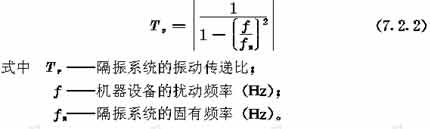 T_r = | 1 / (1 − (f / f_n)²) | (7.2.2)
式中 T_r——隔振系统的振动传递比；
f——机器设备的扰动频率（Hz）；
f_n——隔振系统的固有频率（Hz）。